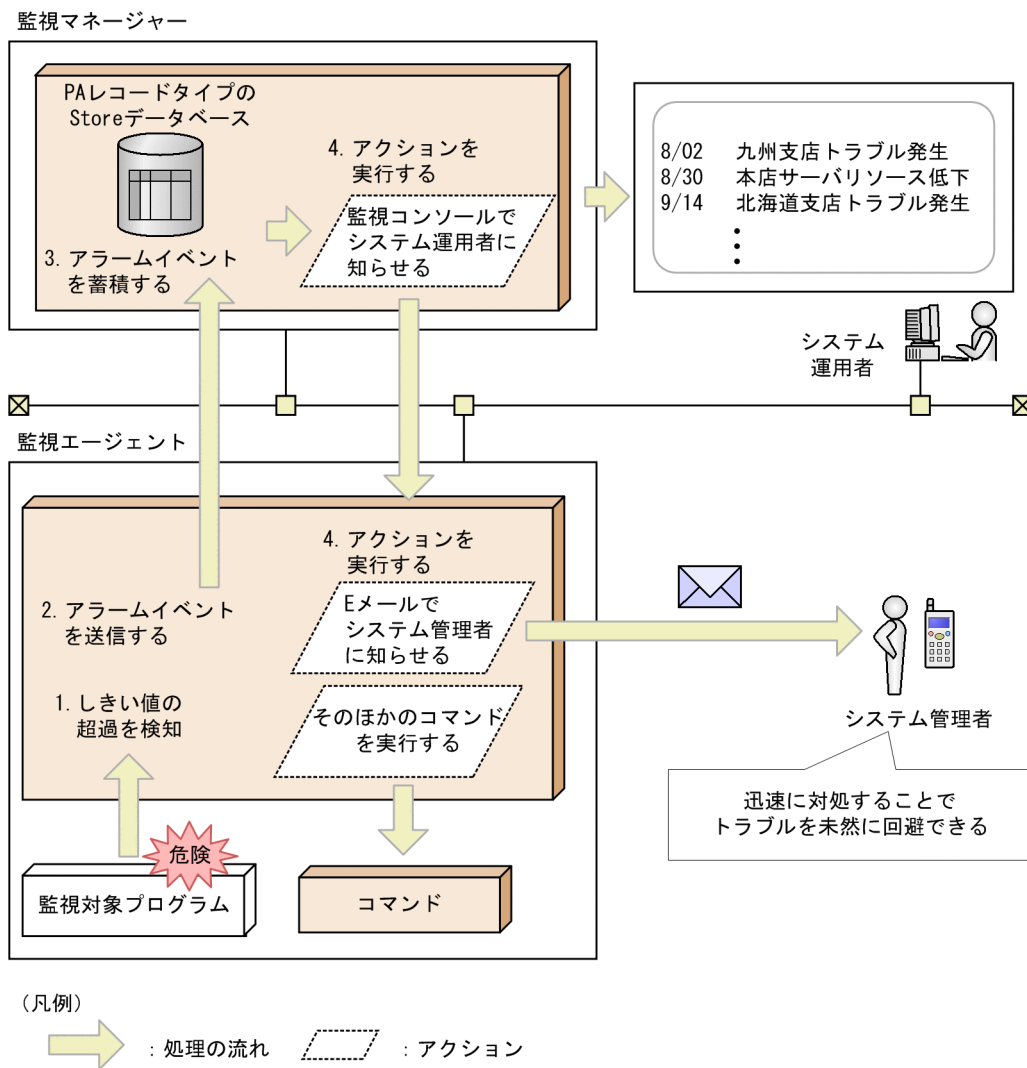 監視マネージャー
PAレコードタイプの
Storeデータベース
4. アクションを
実行する
監視コンソールで
システム運用者に
知らせる
3. アラームイベント
を蓄積する
8/02 九州支店トラブル発生
8/30 本店サーバリソース低下
9/14 北海道支店トラブル発生
システム
運用者
監視エージェント
4. アクションを
実行する
Eメールで
システム管理者
に知らせる
2. アラームイベント
を送信する
1. しきい値の
超過を検知
そのほかのコマンド
を実行する
システム管理者
迅速に対処することで
トラブルを未然に回避できる
危険
監視対象プログラム
コマンド
(凡例)
: 処理の流れ
: アクション